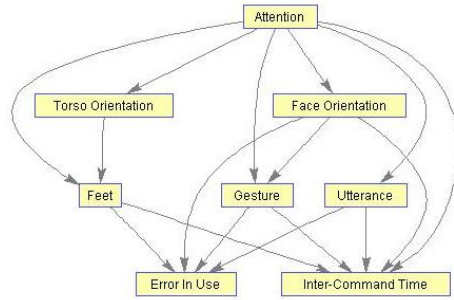 Attention
Torso Orientation
Face Orientation
Feet
Gesture
Utterance
Error In Use
Inter-Command Time